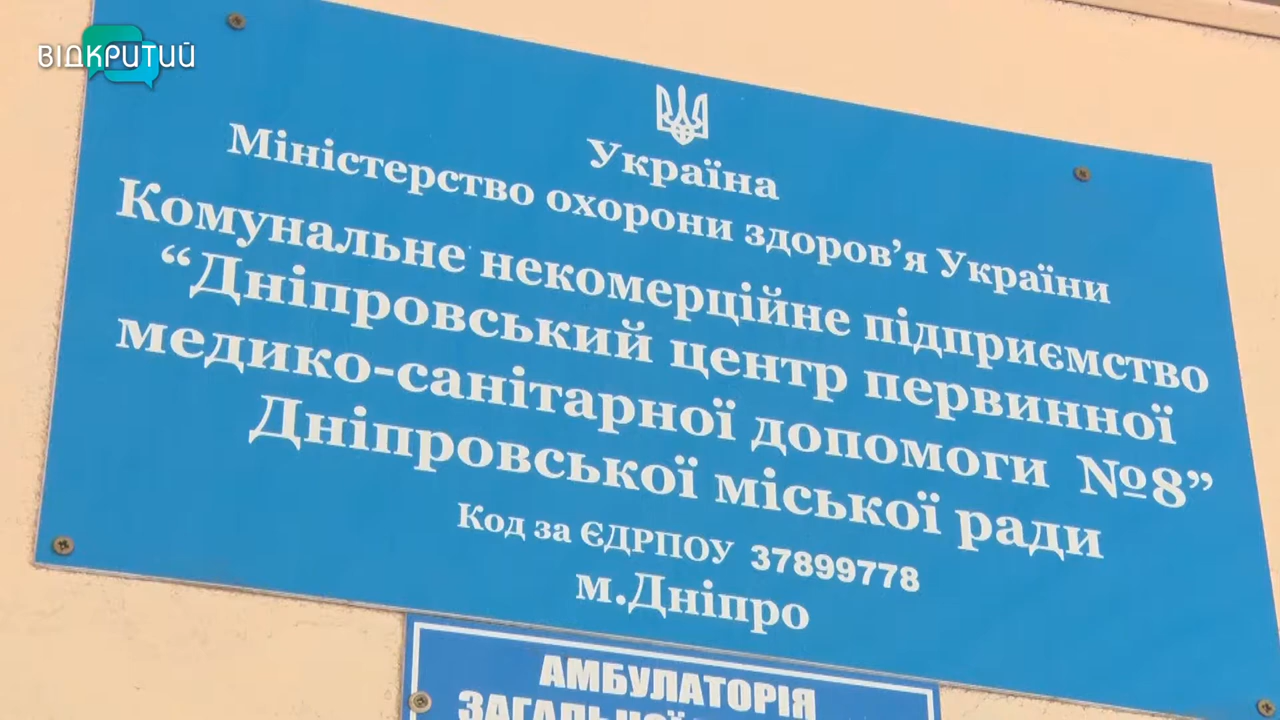 ВІДКРИТИЙ
Україна
Міністерство охорони здоров’я України
Комунальне некомерційне підприємство
“Дніпровський центр первинної
медико-санітарної допомоги №8”
Дніпровської міської ради
Код за ЄДРПОУ 37899778
м.Дніпро
АМБУЛАТОРІЯ
ЗАГАЛЬНОЇ